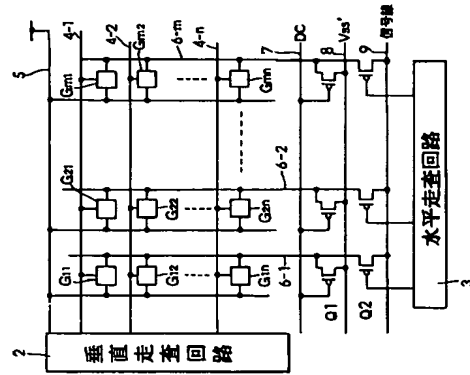 5
4-1
4-2
4-n
6-m
7
DC
8
Vss'
9
信号線
Gm1
Gm2
Gmn
G21
G22
G2n
6-2
G11
G12
G1n
6-1
Q1
Q2
2
垂直走査回路
水平走査回路
3